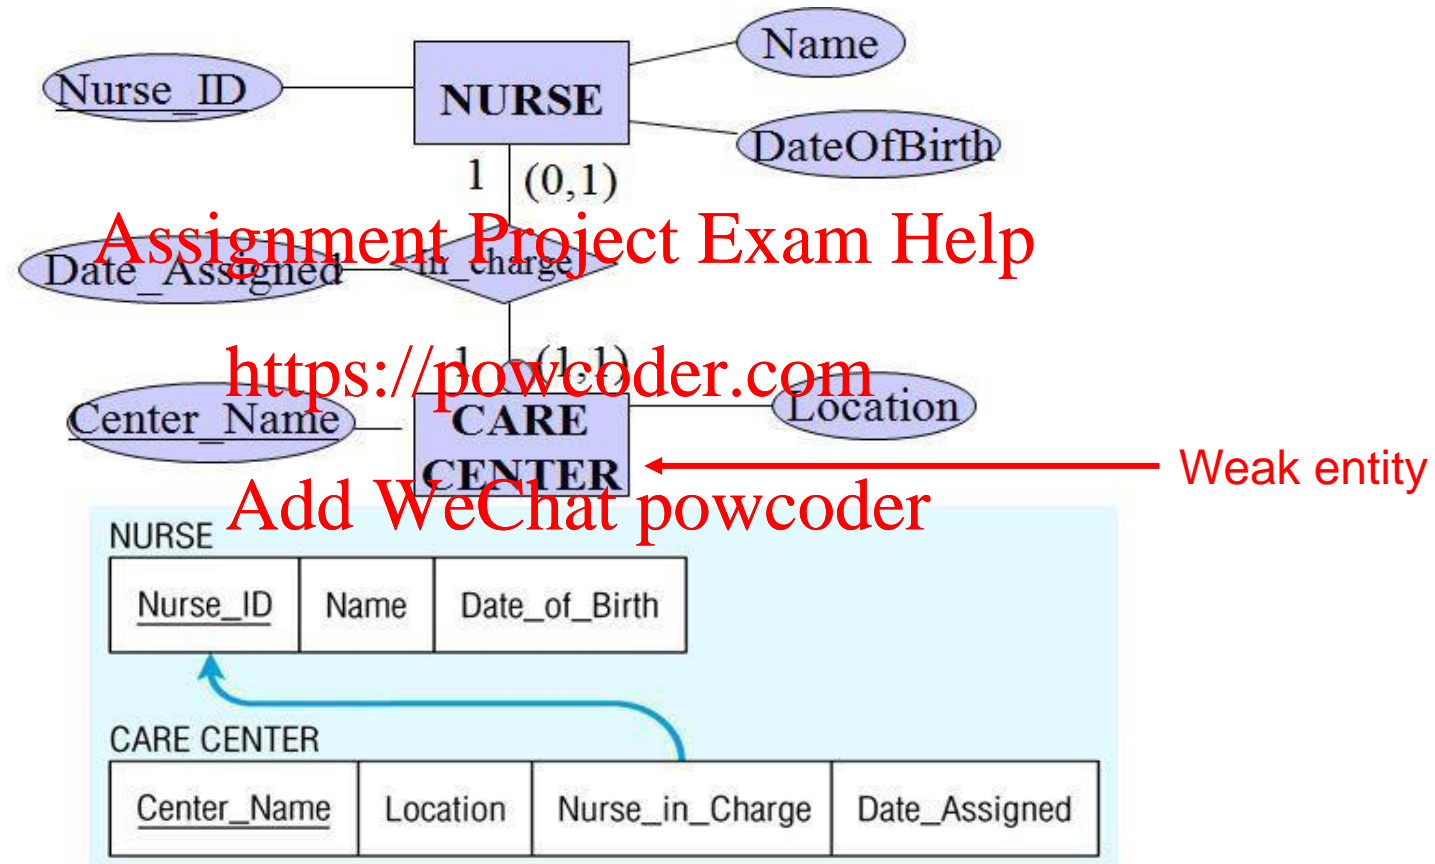 Name
Nurse_ID
NURSE
DateOfBirth
1 (0,1)
Assignment Project Exam Help
Date_Assigned
in_charge
1 (1,1)
https://powcoder.com
Center_Name
CARE
CENTER
Location
Weak entity
Add WeChat powcoder
NURSE
Nurse_ID Name Date_of_Birth
CARE CENTER
Center_Name Location Nurse_in_Charge Date_Assigned